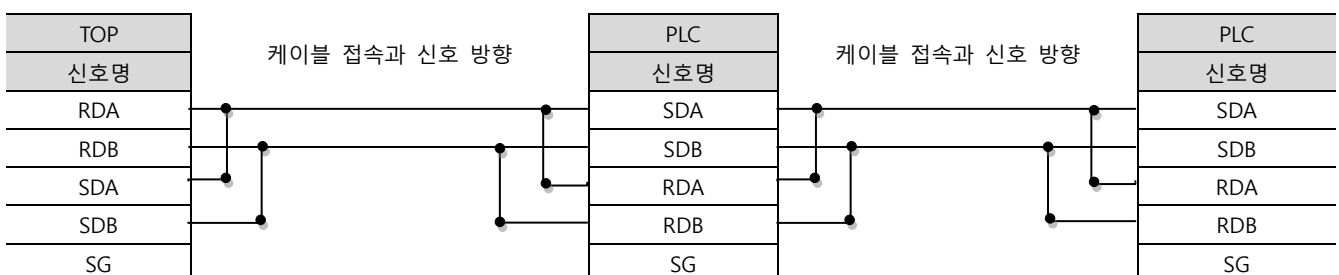 TOP 케이블 접속과 신호 방향 PLC 케이블 접속과 신호 방향 PLC
신호명 신호명 신호명
RDA SDA SDA
RDB SDB SDB
SDA RDA RDA
SDB RDB RDB
SG SG SG